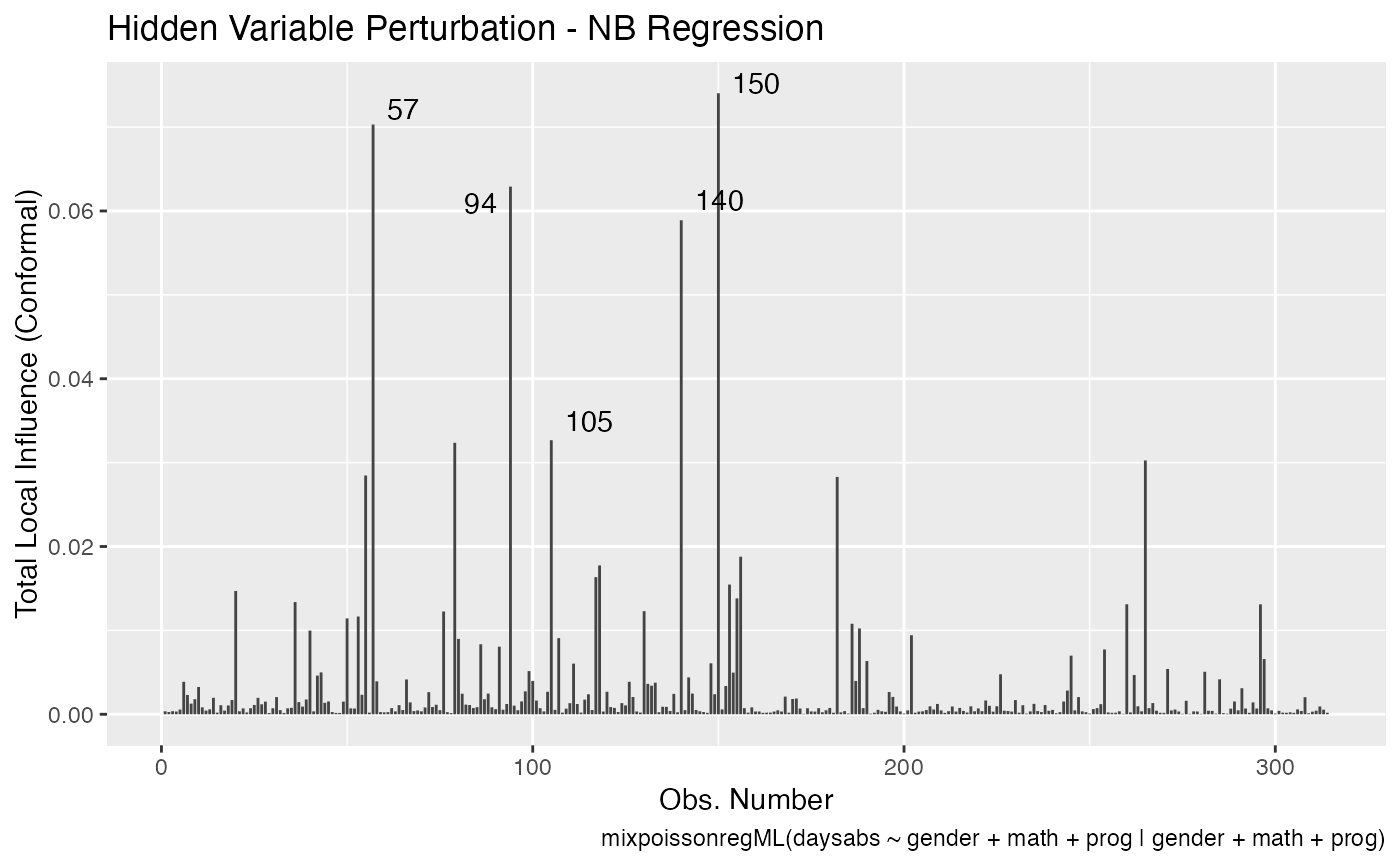 Hidden Variable Perturbation - NB Regression
150
57
94
140
105
Total Local Influence (Conformal)
0.06
0.04
0.02
0.00
0 100 200 300
Obs. Number
mixpoissonregML(daysabs ~ gender + math + prog | gender + math + prog)